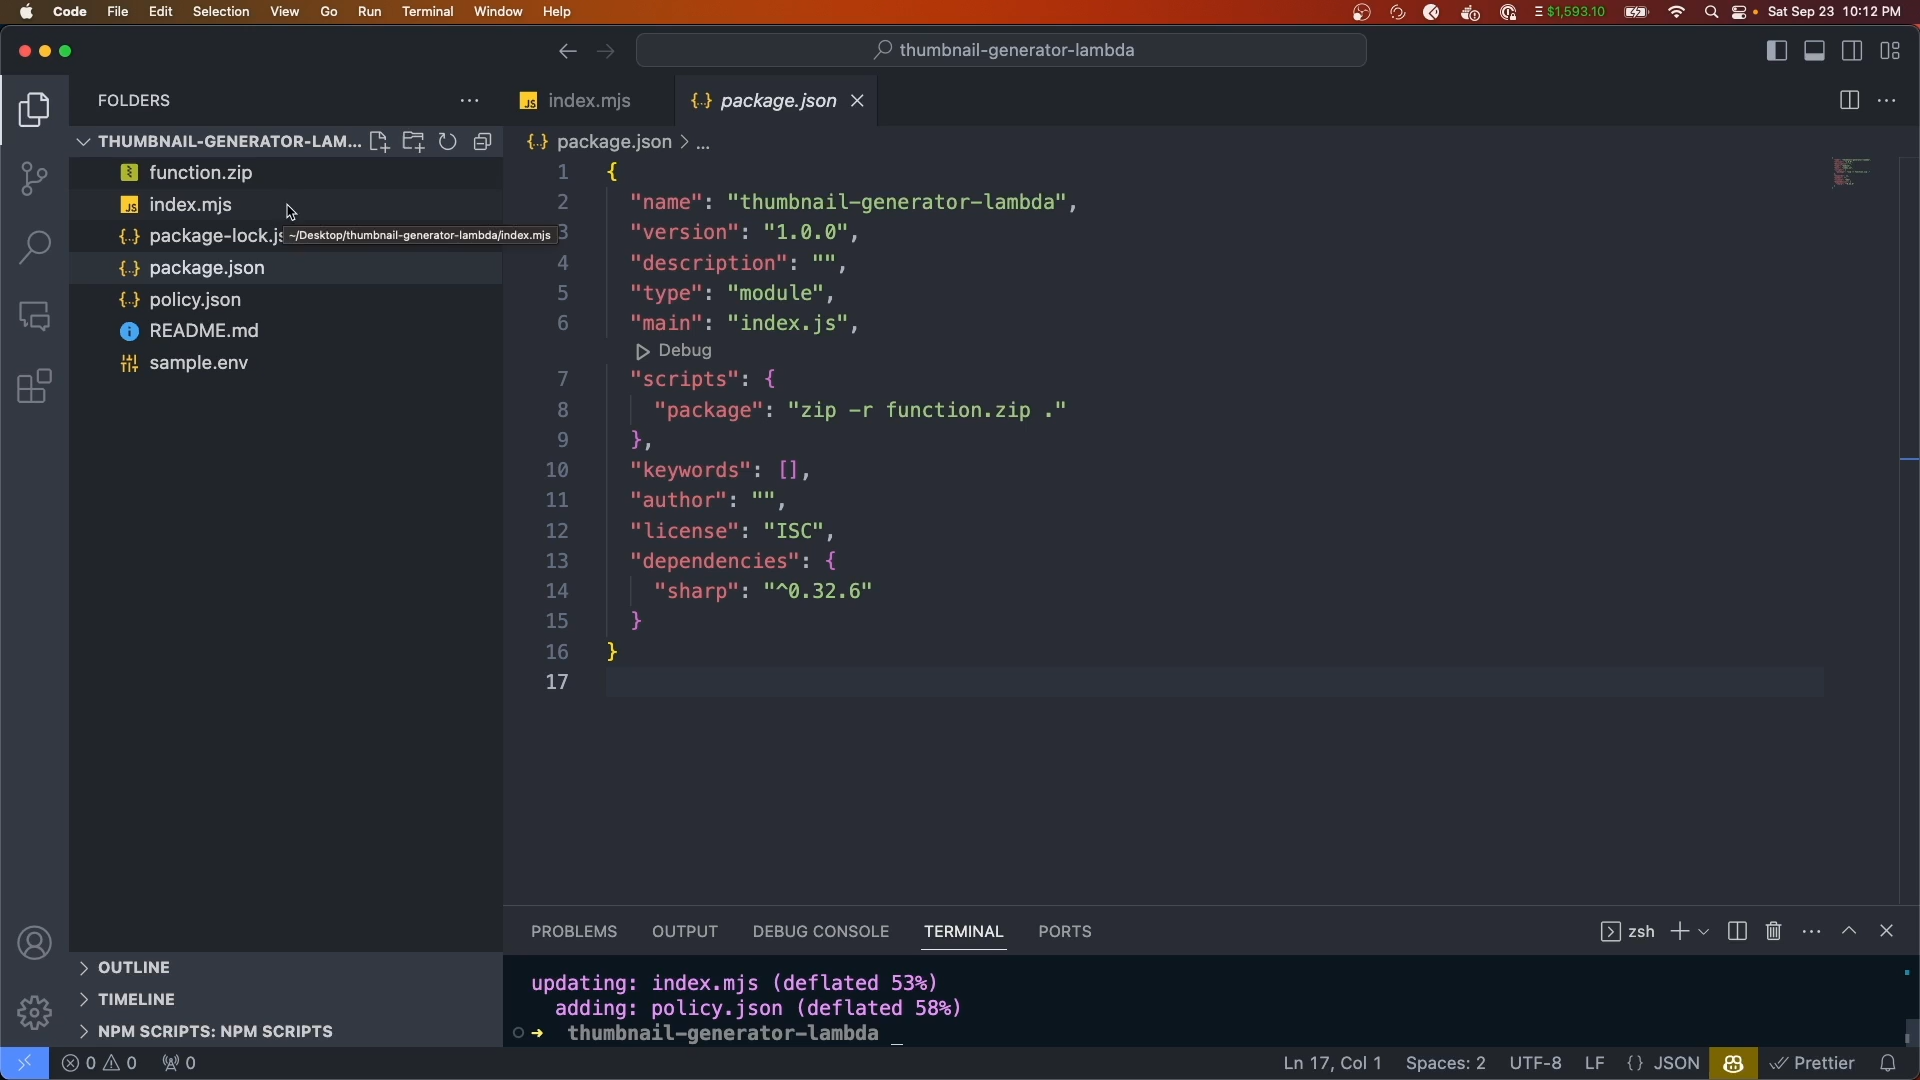 Code File Edit Selection View Go Run Terminal Window Help $1,593.10 Sat Sep 23 10:12 PM
thumbnail-generator-lambda
FOLDERS
THUMBNAIL-GENERATOR-LAM...
function.zip
index.mjs
package-lock.js
~/Desktop/thumbnail-generator-lambda/index.mjs
package.json
policy.json
README.md
sample.env
OUTLINE
TIMELINE
NPM SCRIPTS: NPM SCRIPTS
index.mjs
package.json
package.json > ...
1 {
2 "name": "thumbnail-generator-lambda",
3 "version": "1.0.0",
4 "description": "",
5 "type": "module",
6 "main": "index.js",
Debug
7 "scripts": {
8 "package": "zip -r function.zip ."
9 },
10 "keywords": [],
11 "author": "",
12 "license": "ISC",
13 "dependencies": {
14 "sharp": "^0.32.6"
15 }
16 }
17
PROBLEMS OUTPUT DEBUG CONSOLE TERMINAL PORTS zsh
updating: index.mjs (deflated 53%)
adding: policy.json (deflated 58%)
➜ thumbnail-generator-lambda _
0 0 0 Ln 17, Col 1 Spaces: 2 UTF-8 LF {} JSON Prettier